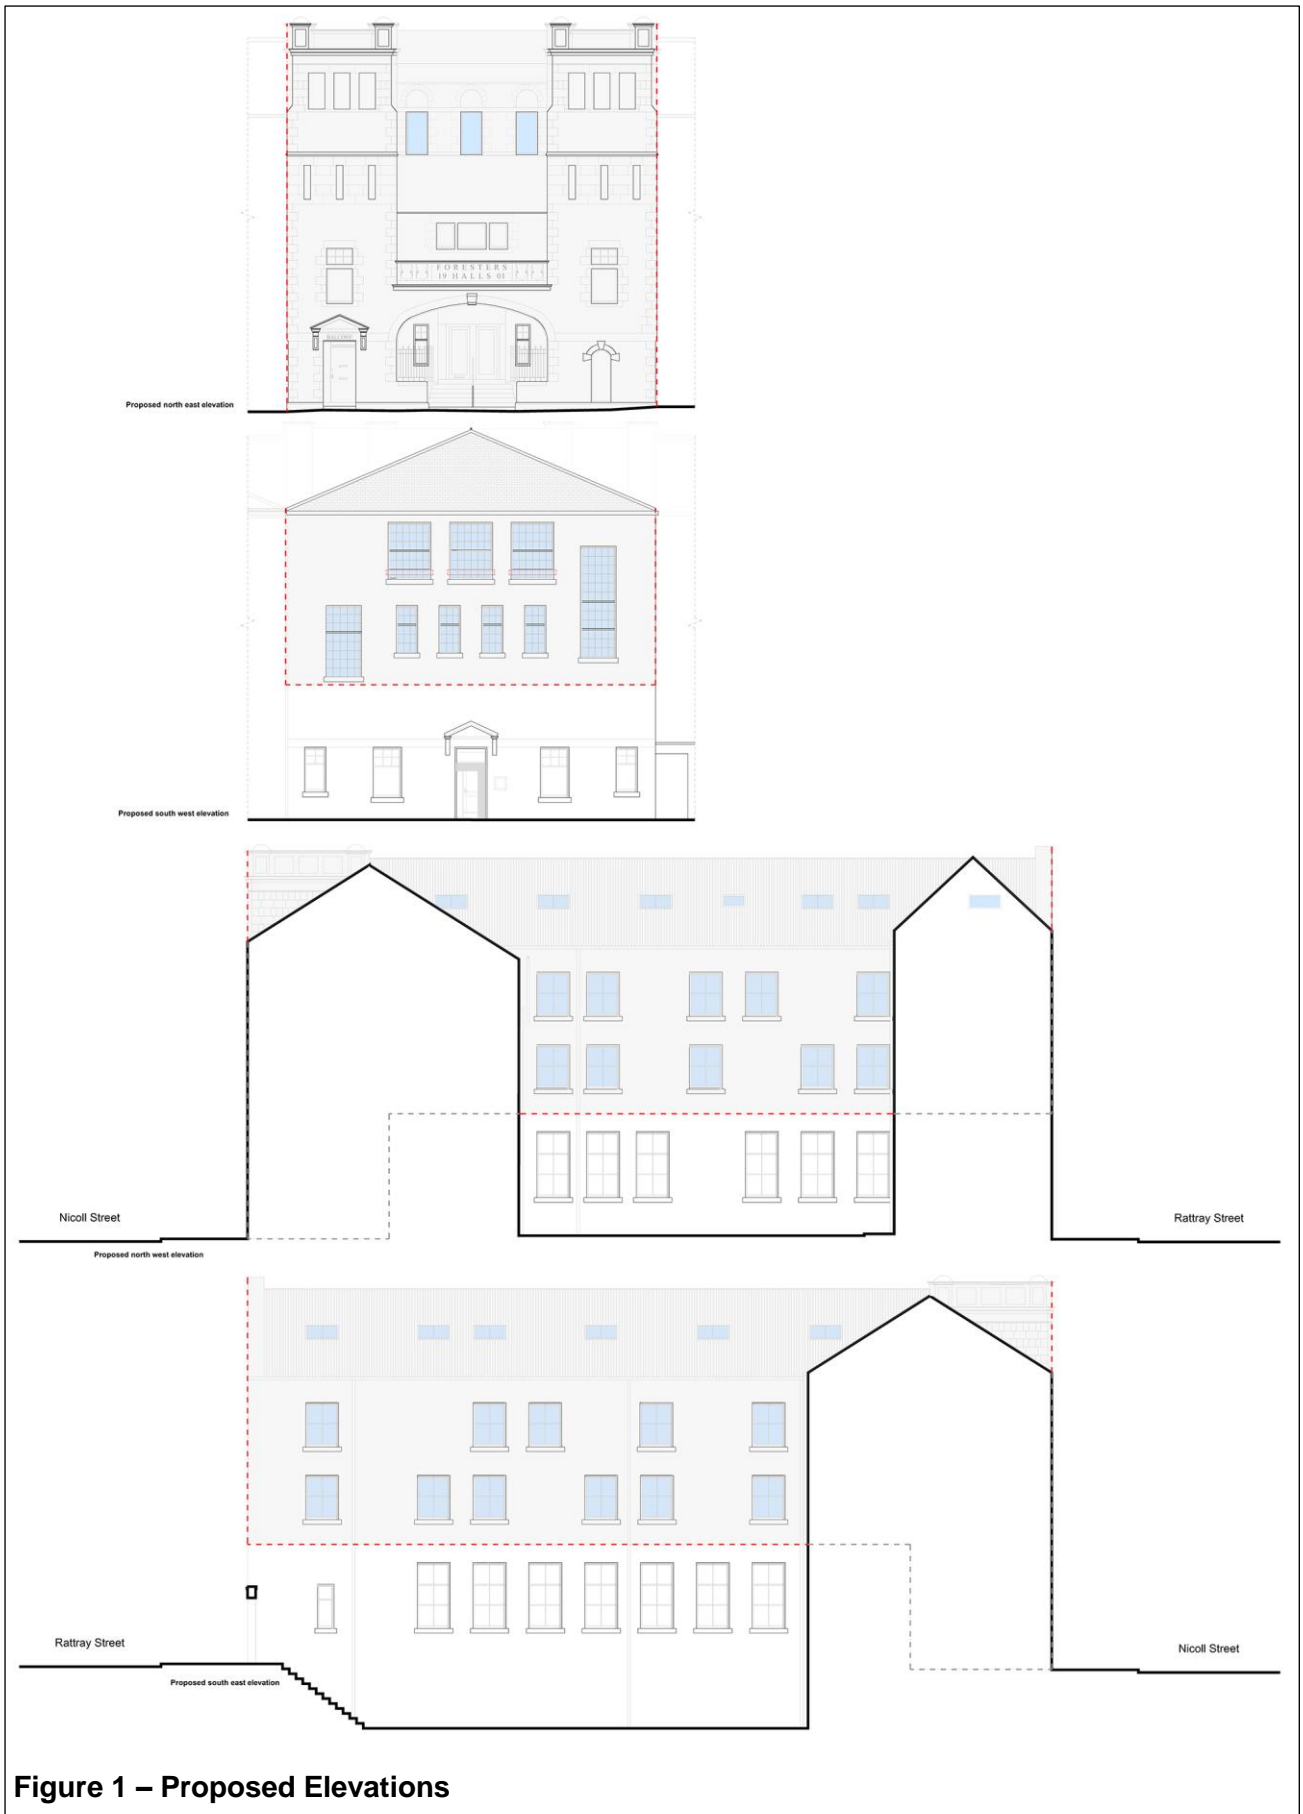 FORESTERS
19 HALLS 01
Proposed north east elevation
Proposed south west elevation
Nicoll Street
Rattray Street
Proposed north west elevation
Rattray Street
Nicoll Street
Proposed south east elevation
Figure 1 – Proposed Elevations